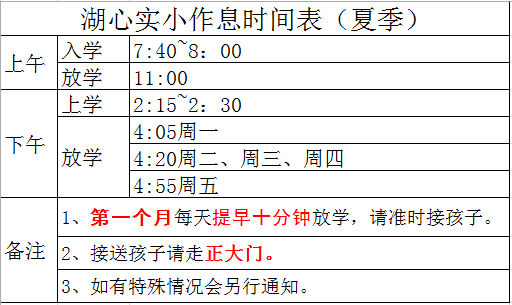 湖心实小作息时间表（夏季）
上午
入学 7:40~8：00
放学 11:00
下午
上学 2:15~2：30
放学
4:05周一
4:20周二、周三、周四
4:55周五
备注
1、第一个月每天提早十分钟放学，请准时接孩子。
2、接送孩子请走正大门。
3、如有特殊情况会另行通知。